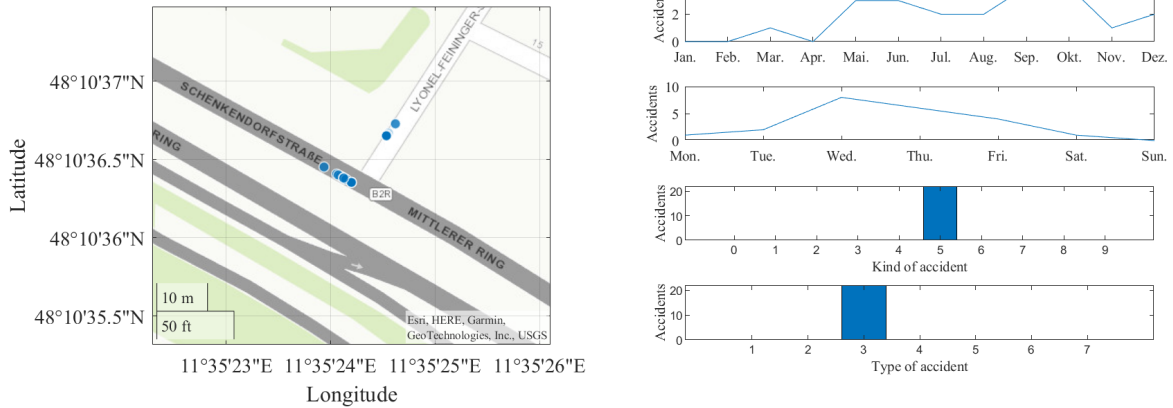 48°10'37"N
48°10'36.5"N
48°10'36"N
48°10'35.5"N
Latitude
SCHENKENDORFSTRAßE
LYONEL-FEININGER-
15
RING
B2R
MITTLERER RING
10 m
50 ft
Esri, HERE, Garmin,
GeoTechnologies, Inc., USGS
11°35'23"E 11°35'24"E 11°35'25"E 11°35'26"E
Longitude
2
0
Jan. Feb. Mar. Apr. Mai. Jun. Jul. Aug. Sep. Okt. Nov. Dez.
Accidents
10
5
0
Mon. Tue. Wed. Thu. Fri. Sat. Sun.
Accidents
20
10
0
0 1 2 3 4 5 6 7 8 9
Kind of accident
Accidents
20
10
0
1 2 3 4 5 6 7
Type of accident